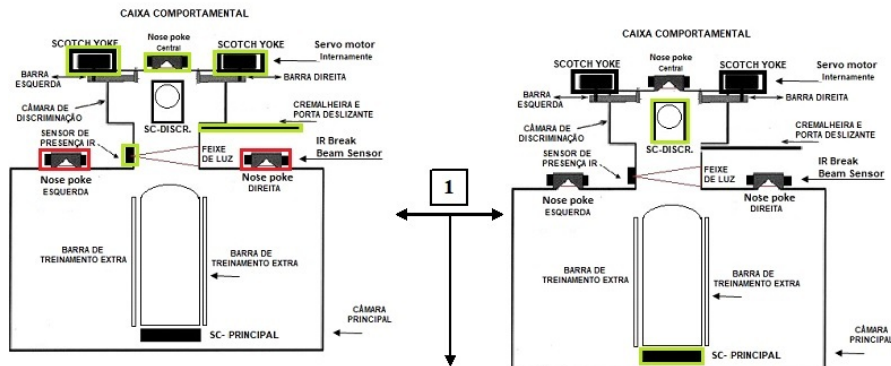 CAIXA COMPORTAMENTAL
SCOTCH YOKE
Nose poke
Central
SCOTCH YOKE
Servo motor
Internamente
BARRA
ESQUERDA
BARRA DIREITA
CÂMARA DE
DISCRIMINAÇÃO
SC-DISCR.
CREMALHEIRA E
PORTA DESLIZANTE
SENSOR DE
PRESENÇA IR
FEIXE
DE LUZ
IR Break
Beam Sensor
Nose poke
ESQUERDA
Nose poke
DIREITA
BARRA DE
TREINAMENTO EXTRA
BARRA DE
TREINAMENTO EXTRA
CÂMARA
PRINCIPAL
SC- PRINCIPAL
1
CAIXA COMPORTAMENTAL
SCOTCH YOKE
Nose poke
Central
SCOTCH YOKE
Servo motor
Internamente
BARRA
ESQUERDA
BARRA DIREITA
CÂMARA DE
DISCRIMINAÇÃO
SC-DISCR.
CREMALHEIRA E
PORTA DESLIZANTE
SENSOR DE
PRESENÇA IR
FEIXE
DE LUZ
IR Break
Beam Sensor
Nose poke
ESQUERDA
Nose poke
DIREITA
BARRA DE
TREINAMENTO EXTRA
BARRA DE
TREINAMENTO EXTRA
CÂMARA
PRINCIPAL
SC- PRINCIPAL